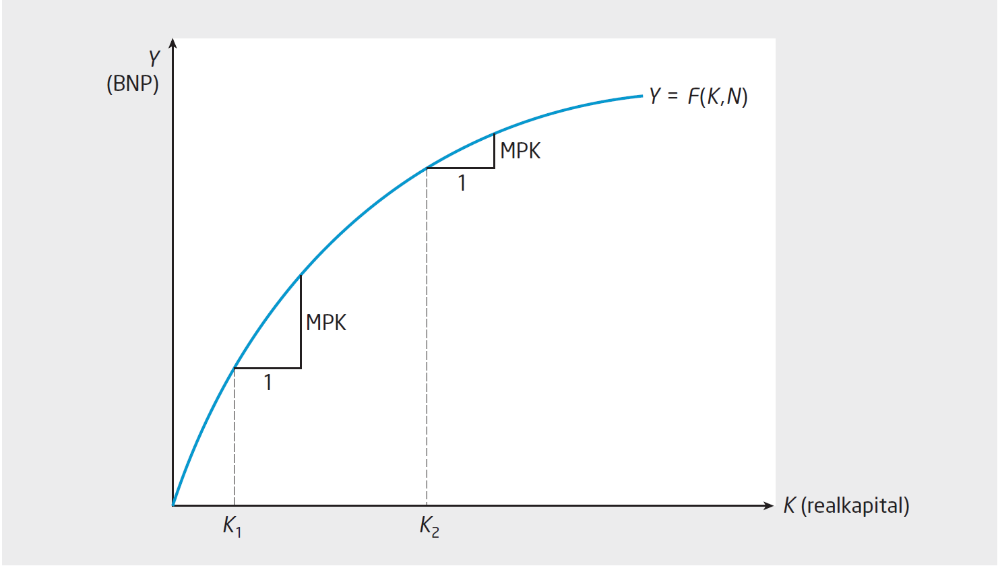 Y
(BNP)
Y = F(K,N)
MPK
1
MPK
1
K (realkapital)
K₁
K₂